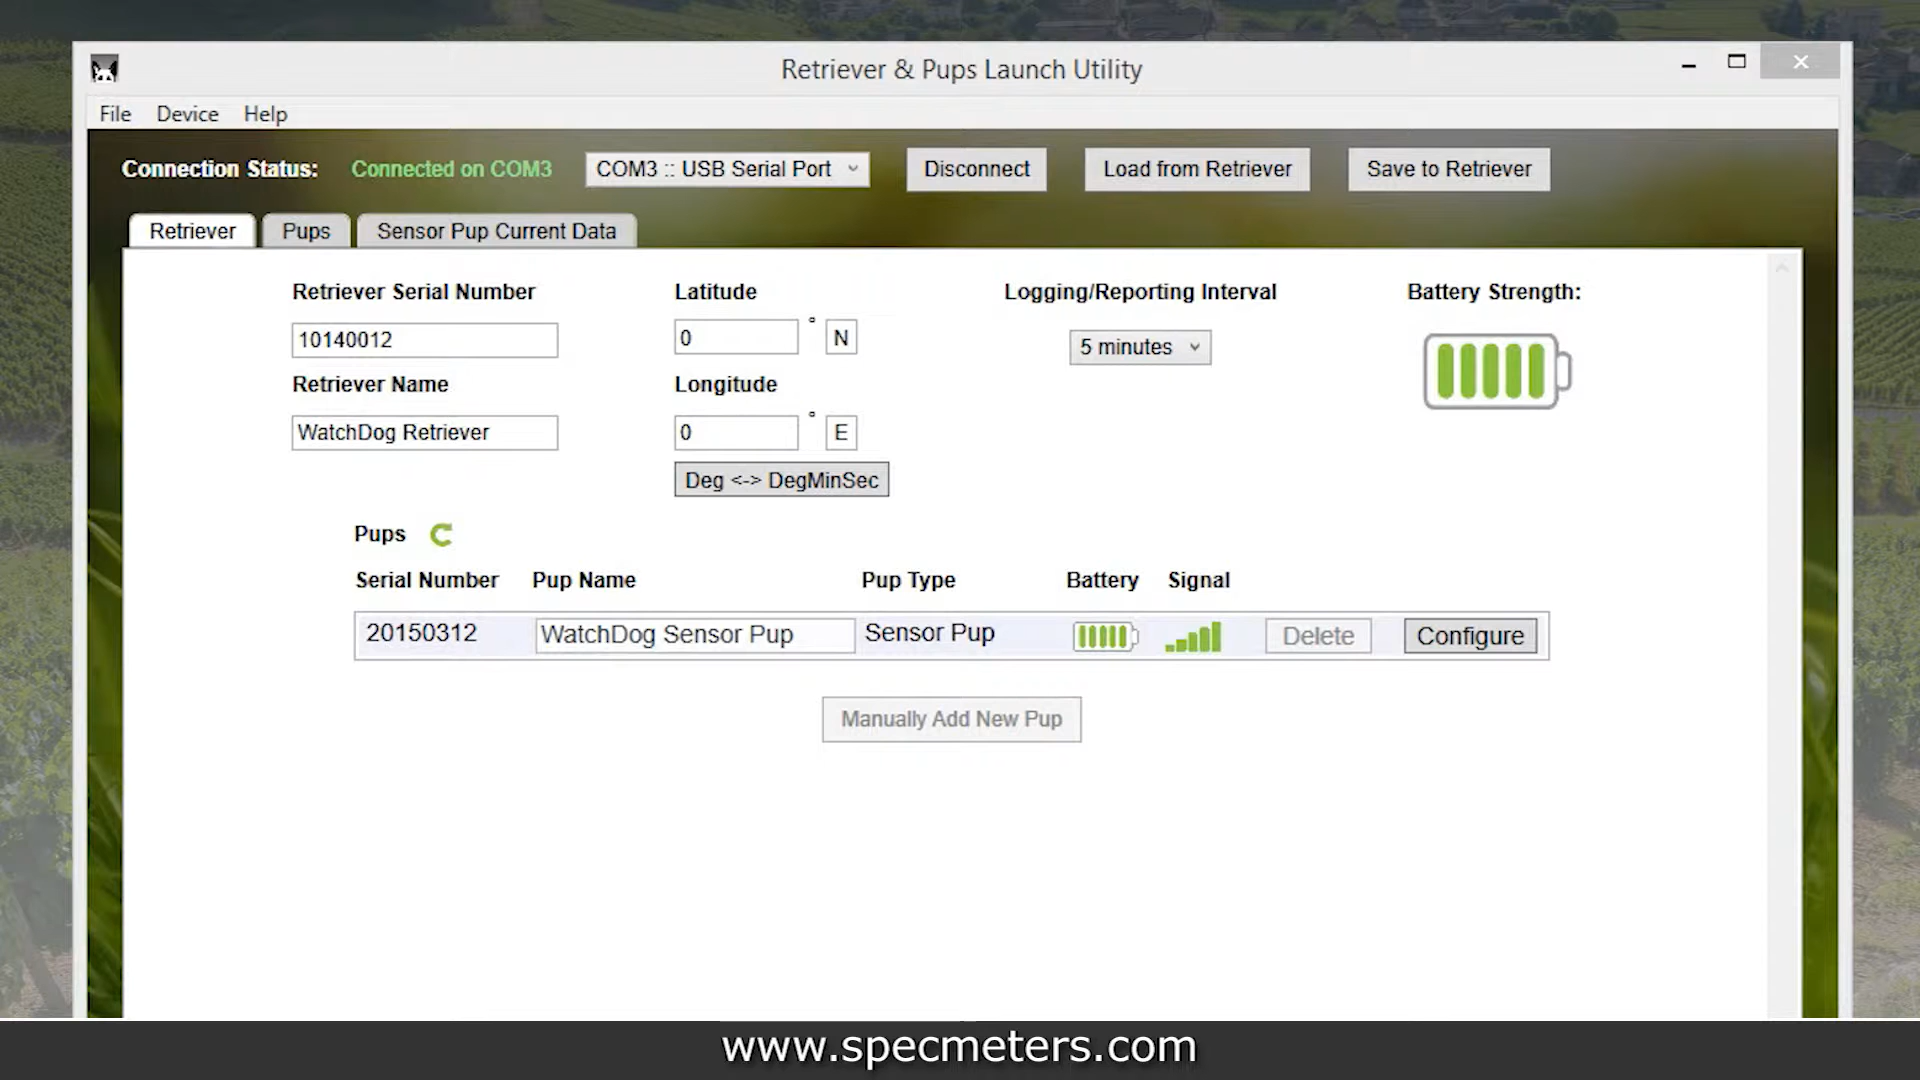 Retriever & Pups Launch Utility
File Device Help
Connection Status: Connected on COM3 COM3 :: USB Serial Port Disconnect Load from Retriever Save to Retriever
Retriever Pups Sensor Pup Current Data
Retriever Serial Number Latitude Logging/Reporting Interval Battery Strength:
10140012 0 ° N 5 minutes
Retriever Name Longitude
WatchDog Retriever 0 ° E
Deg <-> DegMinSec
Pups
Serial Number Pup Name Pup Type Battery Signal
20150312 WatchDog Sensor Pup Sensor Pup Delete Configure
Manually Add New Pup
www.specmeters.com